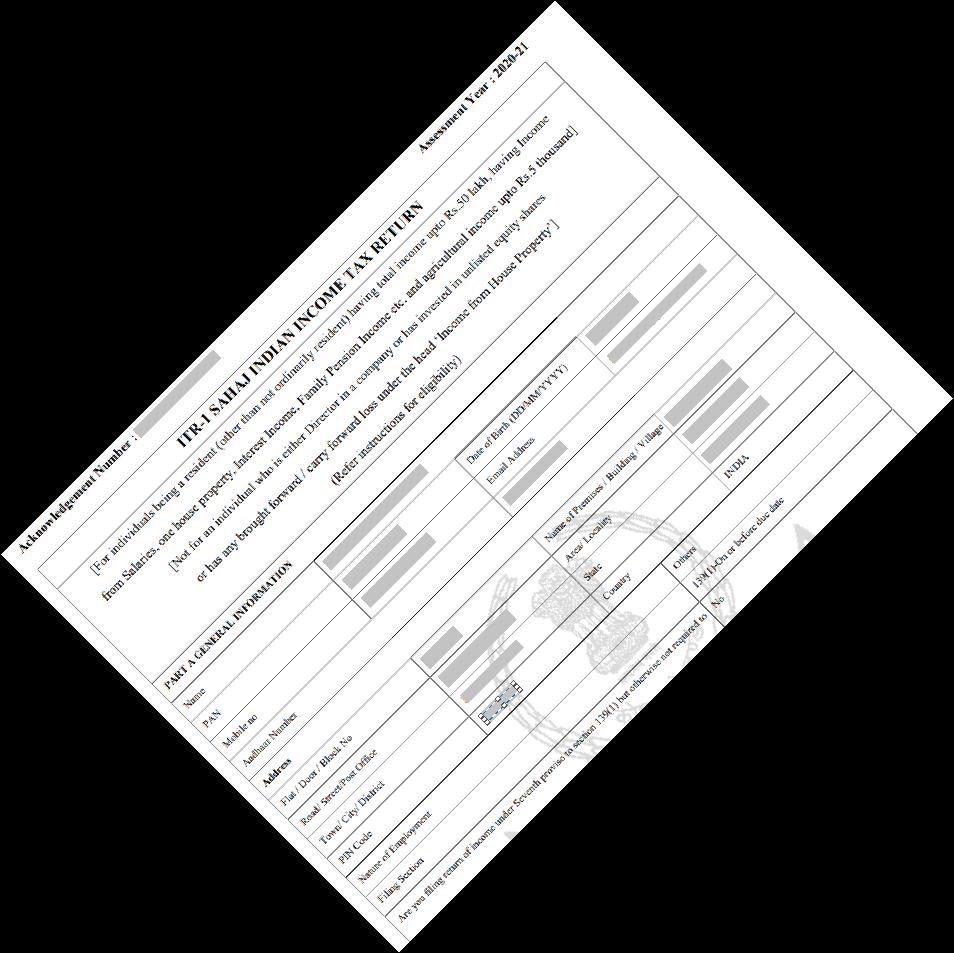 Acknowledgement Number :
Assessment Year : 2020-21
ITR-1 SAHAJ INDIAN INCOME TAX RETURN
[For individuals being a resident (other than not ordinarily resident) having total income upto Rs.50 lakh, having Income
from Salaries, one house property, Interest Income, Family Pension Income etc. and agricultural income upto Rs.5 thousand]
[Not for an individual who is either Director in a company or has invested in unlisted equity shares
or has any brought forward / carry forward loss under the head 'Income from House Property']
(Refer instructions for eligibility)
PART A GENERAL INFORMATION
Name
PAN
Mobile no
Date of Birth (DD/MM/YYYY)
Aadhaar Number
Email Address
Address
Flat / Door / Block No
Name of Premises / Building / Village
Road/ Street/Post Office
Area/ Locality
Town/ City/ District
State
PIN Code
Country
INDIA
Nature of Employment
Others
Filing Section
139(1)-On or before due date
Are you filing return of income under Seventh proviso to section 139(1) but otherwise not required to
No